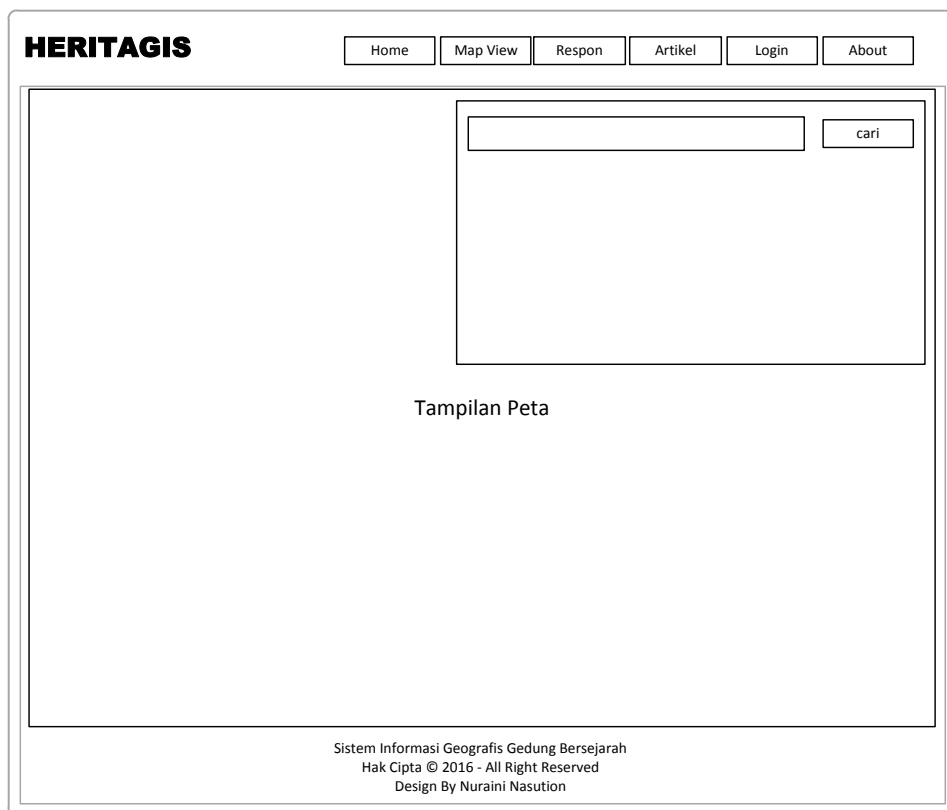 HERITAGIS
Home
Map View
Respon
Artikel
Login
About
cari
Tampilan Peta
Sistem Informasi Geografis Gedung Bersejarah
Hak Cipta © 2016 - All Right Reserved
Design By Nuraini Nasution